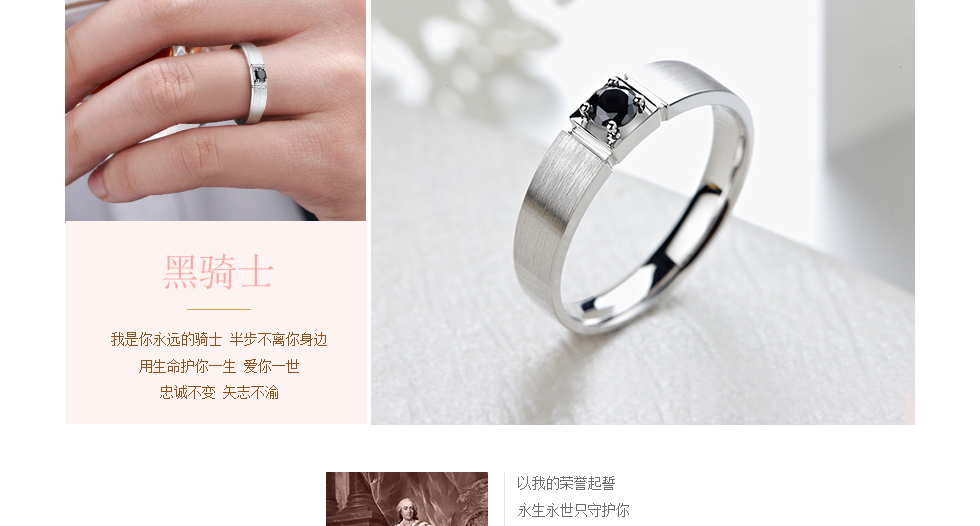 黑骑士
我是你永远的骑士 半步不离你身边
用生命护你一生 爱你一世
忠诚不变 矢志不渝
以我的荣誉起誓
永生永世只守护你